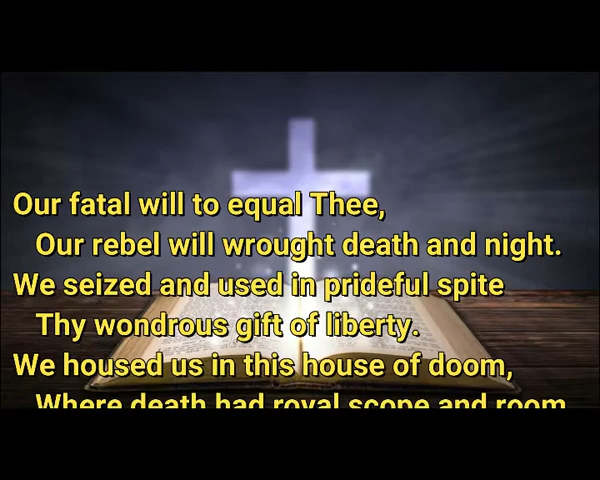 Our fatal will to equal Thee,
Our rebel will wrought death and night.
We seized and used in prideful spite
Thy wondrous gift of liberty.
We housed us in this house of doom,
Where death had royal scope and room